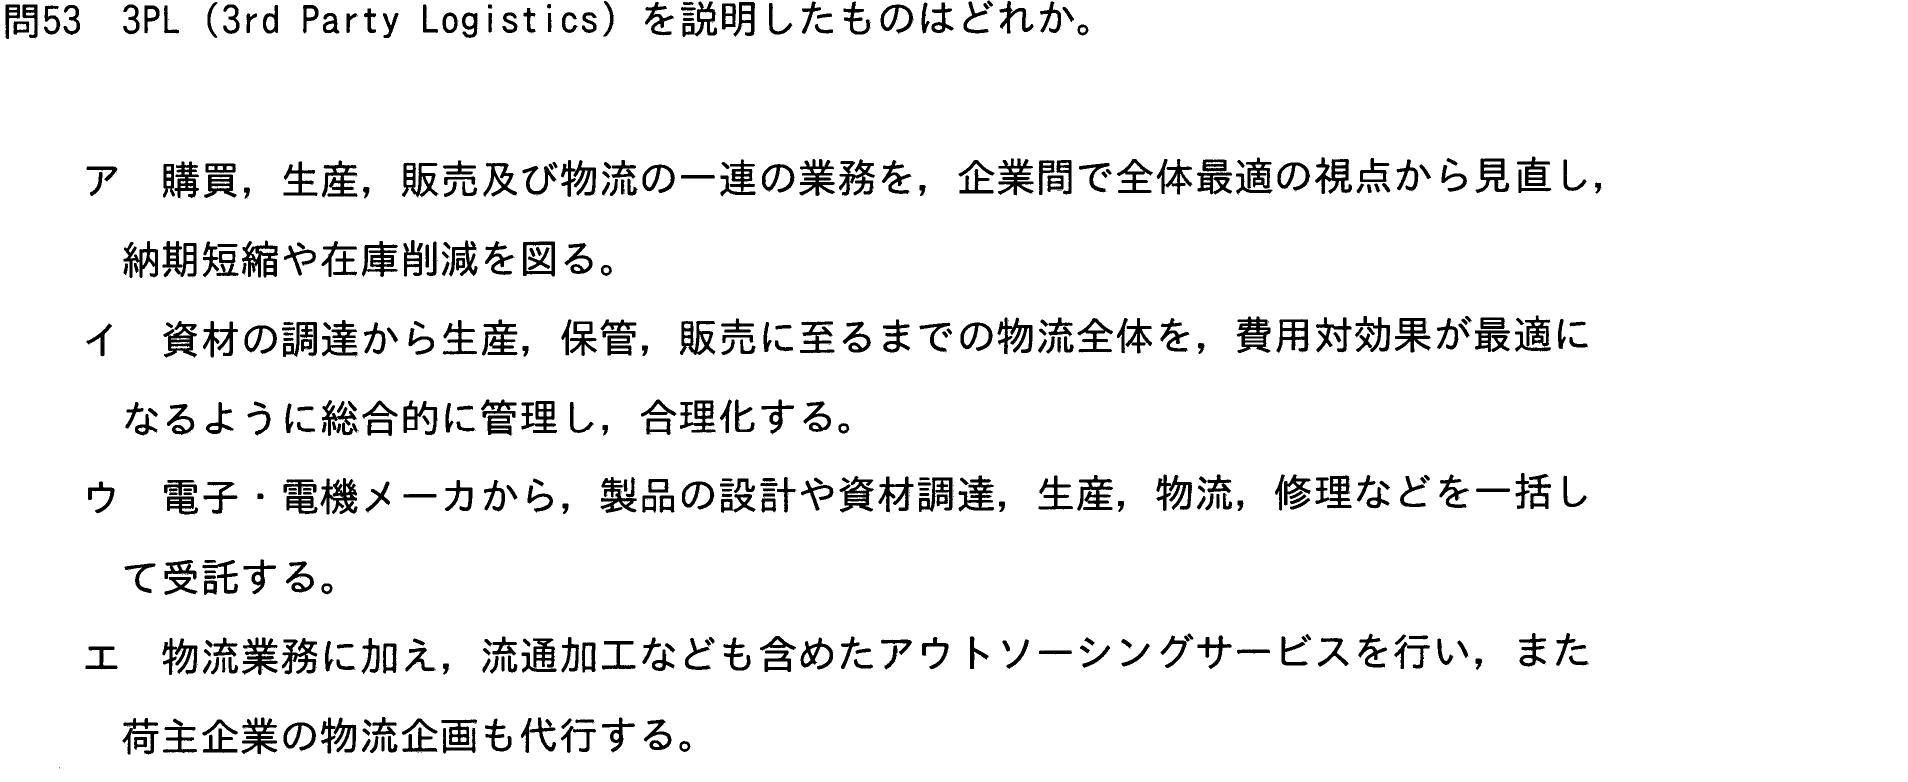 問53　3PL（3rd Party Logistics）を説明したものはどれか。
ア　購買，生産，販売及び物流の一連の業務を，企業間で全体最適の視点から見直し，
納期短縮や在庫削減を図る。
イ　資材の調達から生産，保管，販売に至るまでの物流全体を，費用対効果が最適に
なるように総合的に管理し，合理化する。
ウ　電子・電機メーカから，製品の設計や資材調達，生産，物流，修理などを一括し
て受託する。
エ　物流業務に加え，流通加工なども含めたアウトソーシングサービスを行い，また
荷主企業の物流企画も代行する。